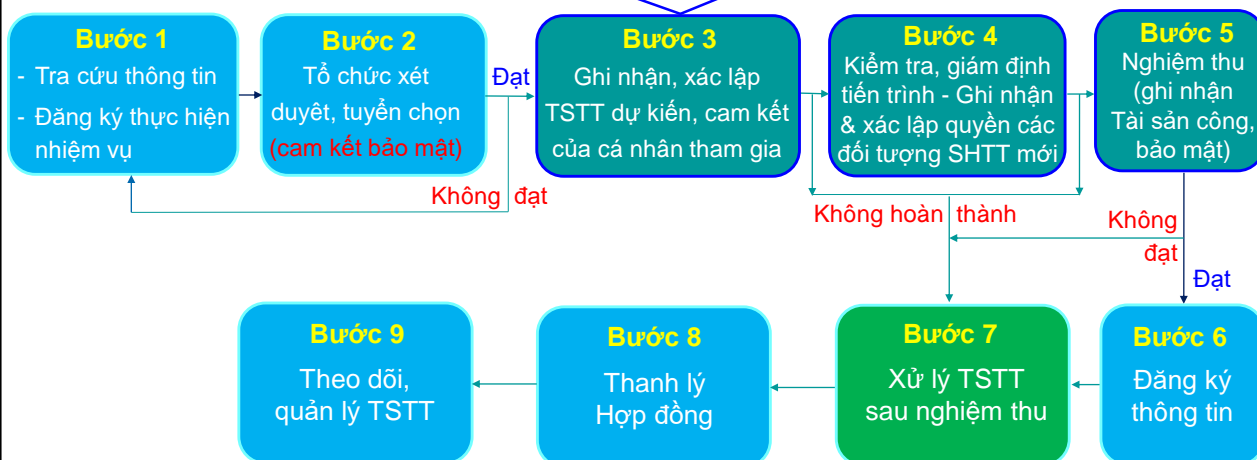 Bước 1
- Tra cứu thông tin
- Đăng ký thực hiện
nhiệm vụ
Bước 2
Tổ chức xét
duyêt, tuyển chọn
(cam kết bảo mật)
Đạt
Không đạt
Bước 3
Ghi nhận, xác lập
TSTT dự kiến, cam kết
của cá nhân tham gia
Bước 4
Kiểm tra, giám định
tiến trình - Ghi nhận
& xác lập quyền các
đối tượng SHTT mới
Bước 5
Nghiệm thu
(ghi nhận
Tài sản công,
bảo mật)
Không hoàn thành
Không
đạt
Đạt
Bước 9
Theo dõi,
quản lý TSTT
Bước 8
Thanh lý
Hợp đồng
Bước 7
Xử lý TSTT
sau nghiệm thu
Bước 6
Đăng ký
thông tin